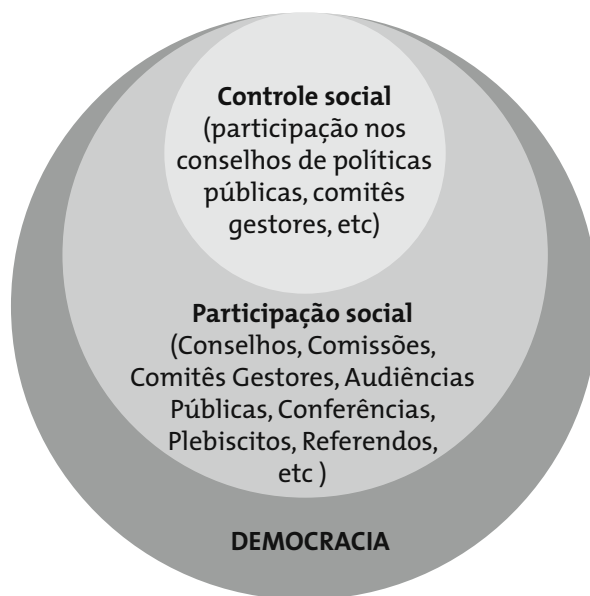 Controle social
(participação nos
conselhos de políticas
públicas, comitês
gestores, etc)
Participação social
(Conselhos, Comissões,
Comitês Gestores, Audiências
Públicas, Conferências,
Plebiscitos, Referendos,
etc )
DEMOCRACIA